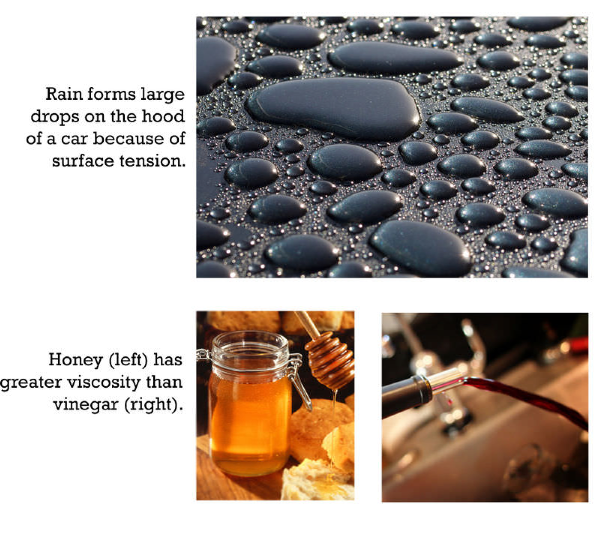 Rain forms large
drops on the hood
of a car because of
surface tension.
Honey (left) has
greater viscosity than
vinegar (right).